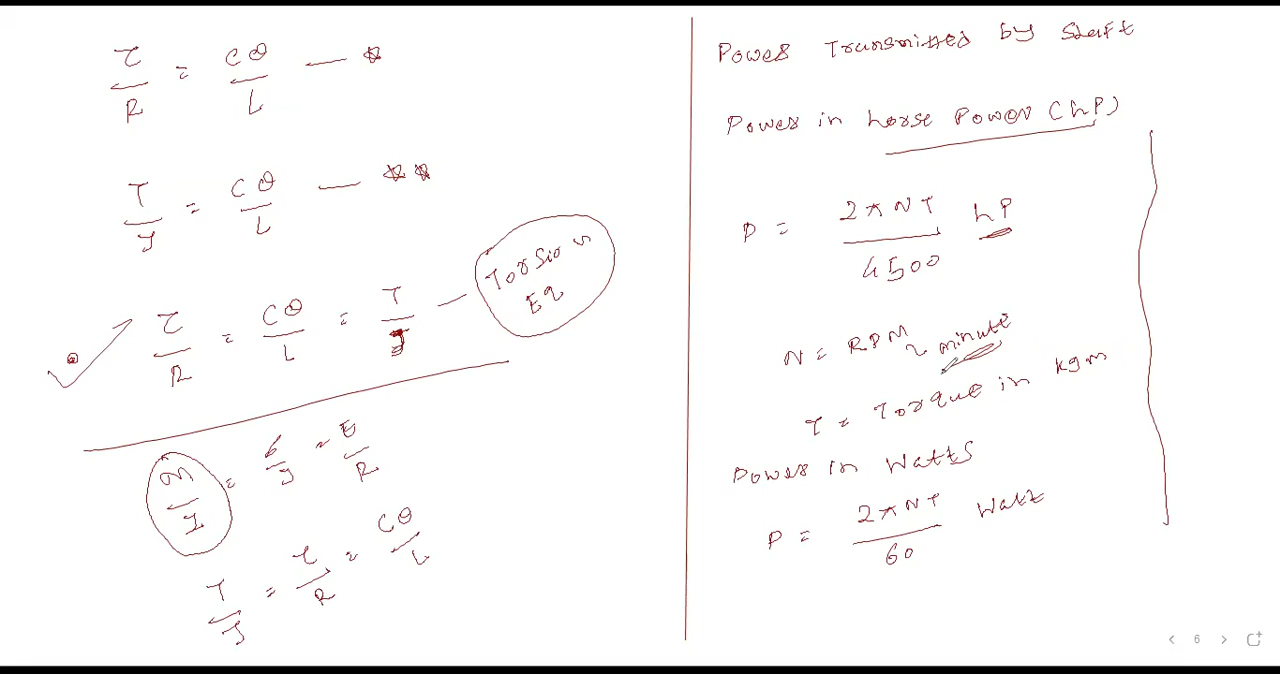 τ/R = Cθ/L — *
T/J = Cθ/L — **
τ/R = Cθ/L = T/J — Torsion Eq
M/I = б/y = E/R
T/J = τ/R = Cθ/L
Power Transmitted by Shaft
Power in horse Power (hP)
P = 2πNT/4500 hP
N = RPM ~ minute
T = Torque in kgm
Power in Watts
P = 2πNT/60 Watt
6